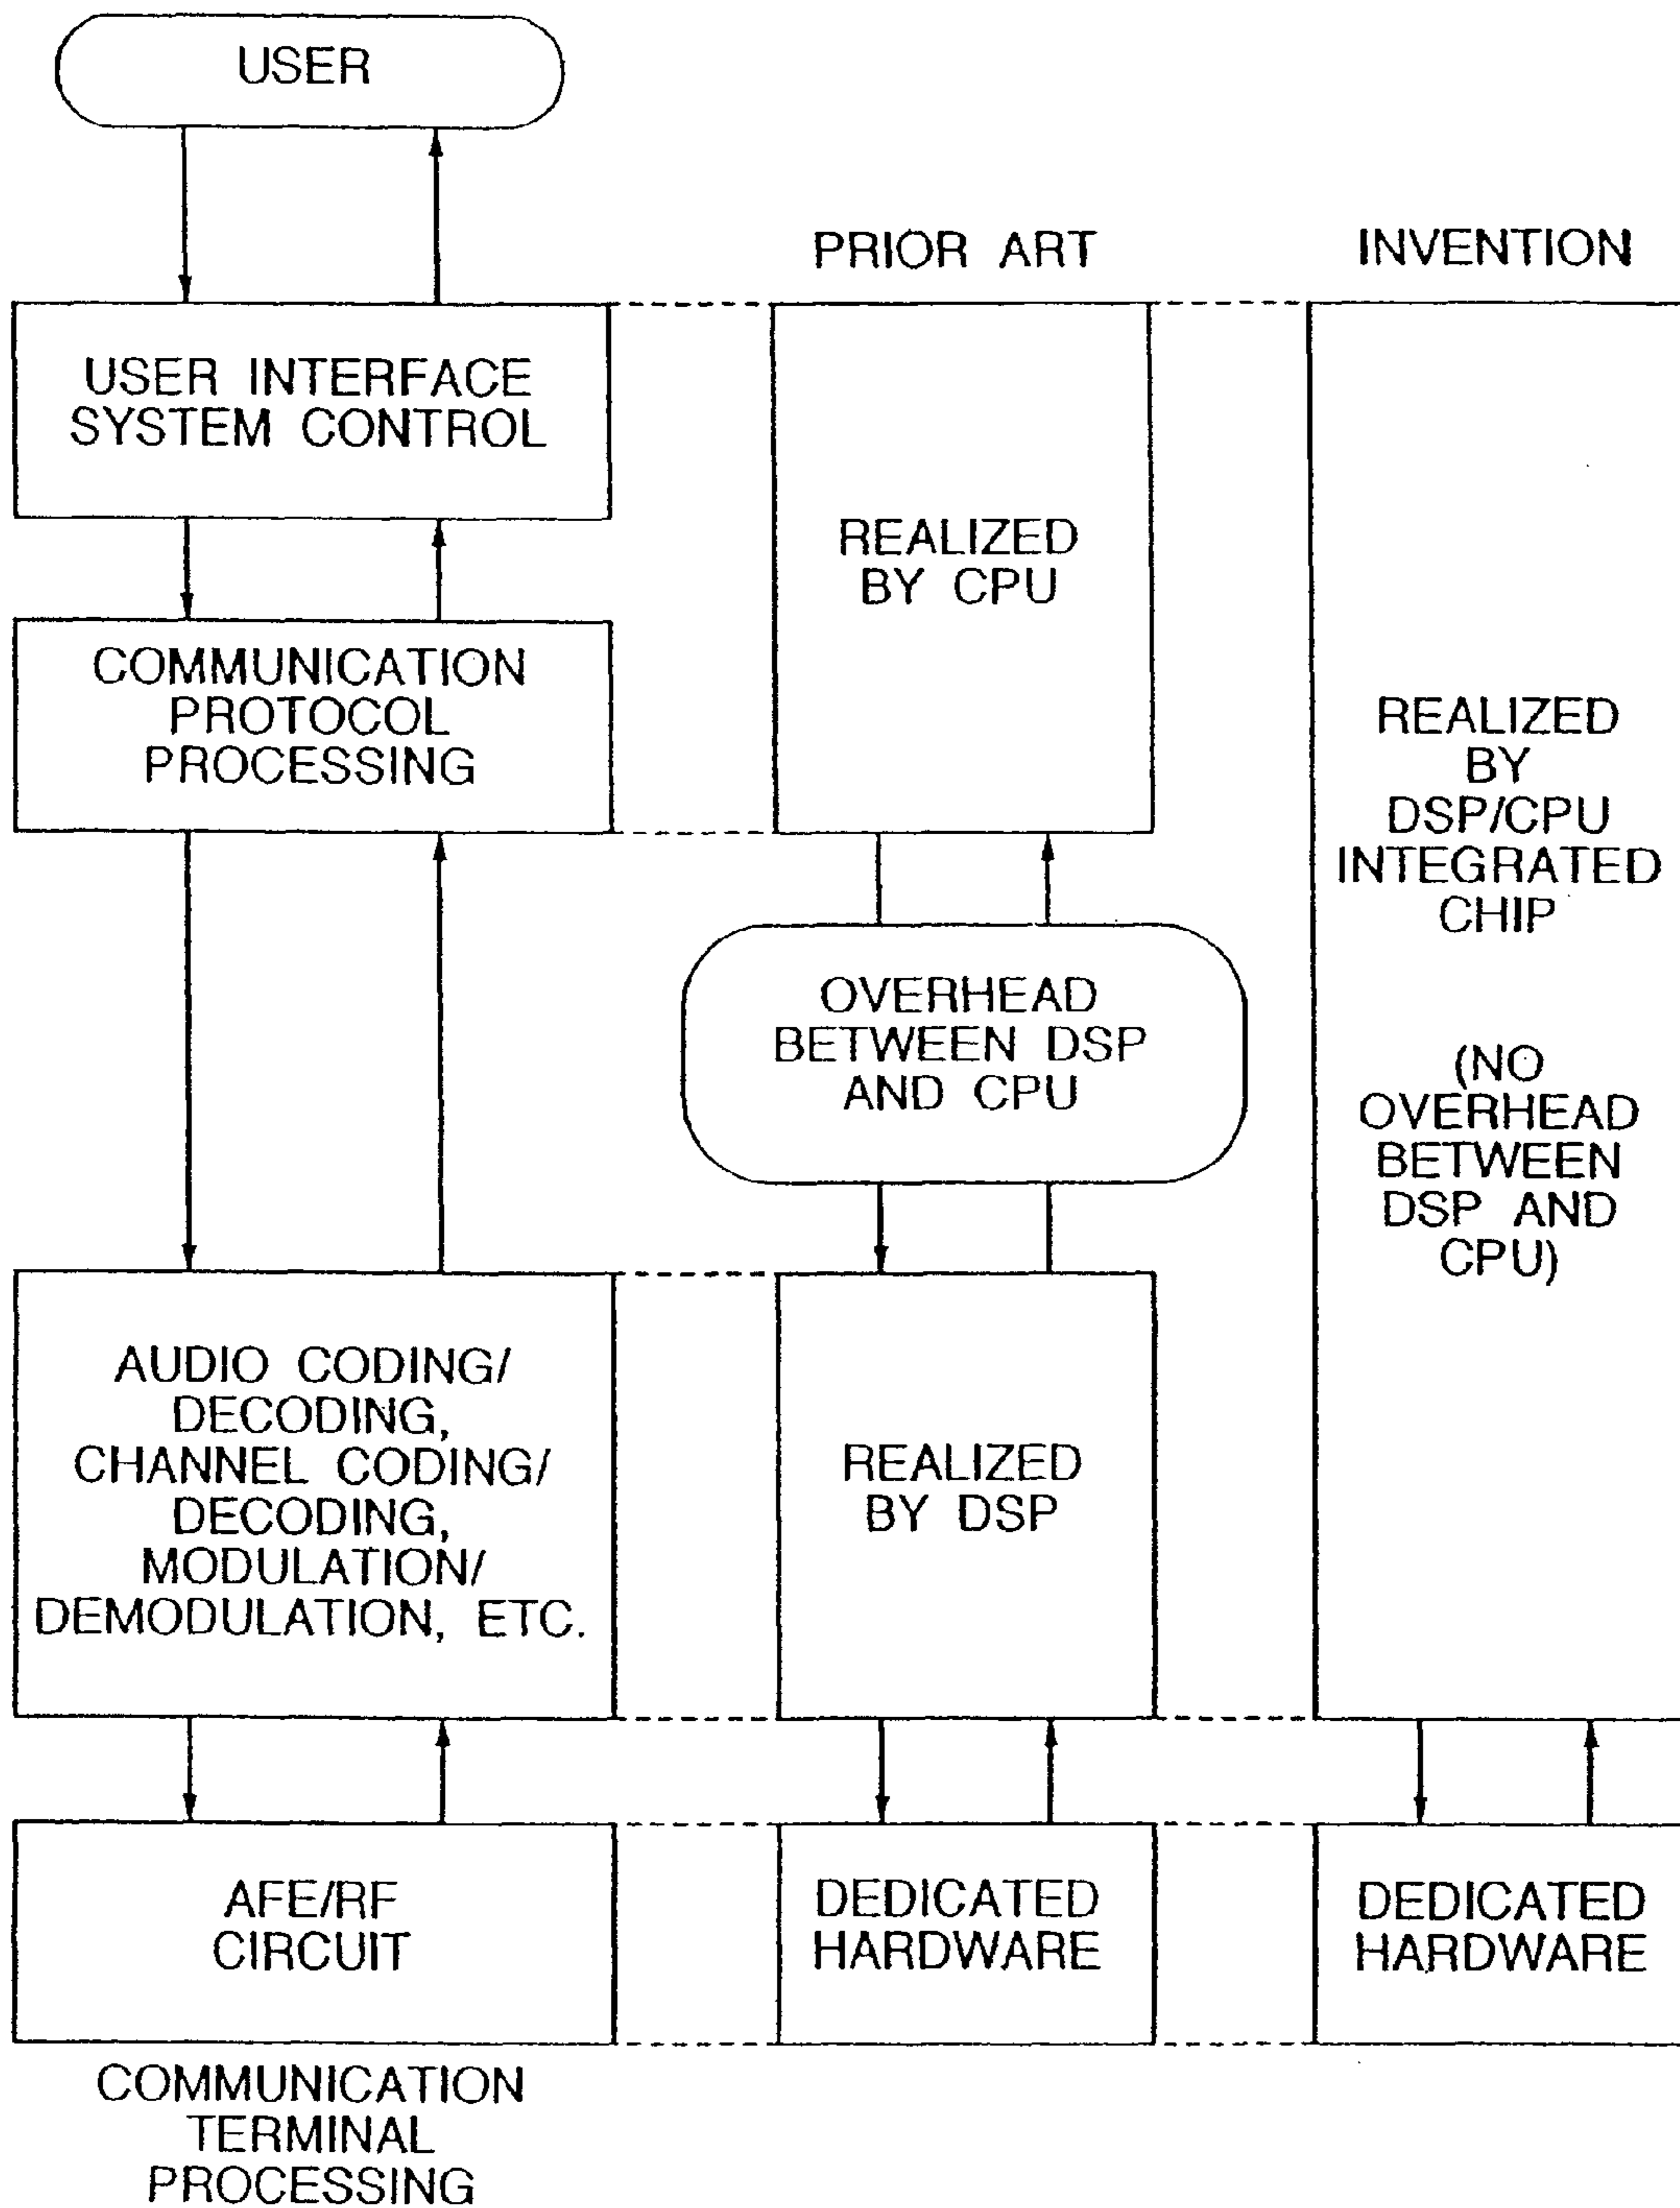 USER
PRIOR ART
INVENTION
USER INTERFACE
SYSTEM CONTROL
COMMUNICATION
PROTOCOL
PROCESSING
REALIZED
BY CPU
REALIZED
BY
DSP/CPU
INTEGRATED
CHIP
(NO
OVERHEAD
BETWEEN
DSP AND
CPU)
OVERHEAD
BETWEEN DSP
AND CPU
AUDIO CODING/
DECODING,
CHANNEL CODING/
DECODING,
MODULATION/
DEMODULATION, ETC.
REALIZED
BY DSP
AFE/RF
CIRCUIT
DEDICATED
HARDWARE
DEDICATED
HARDWARE
COMMUNICATION
TERMINAL
PROCESSING